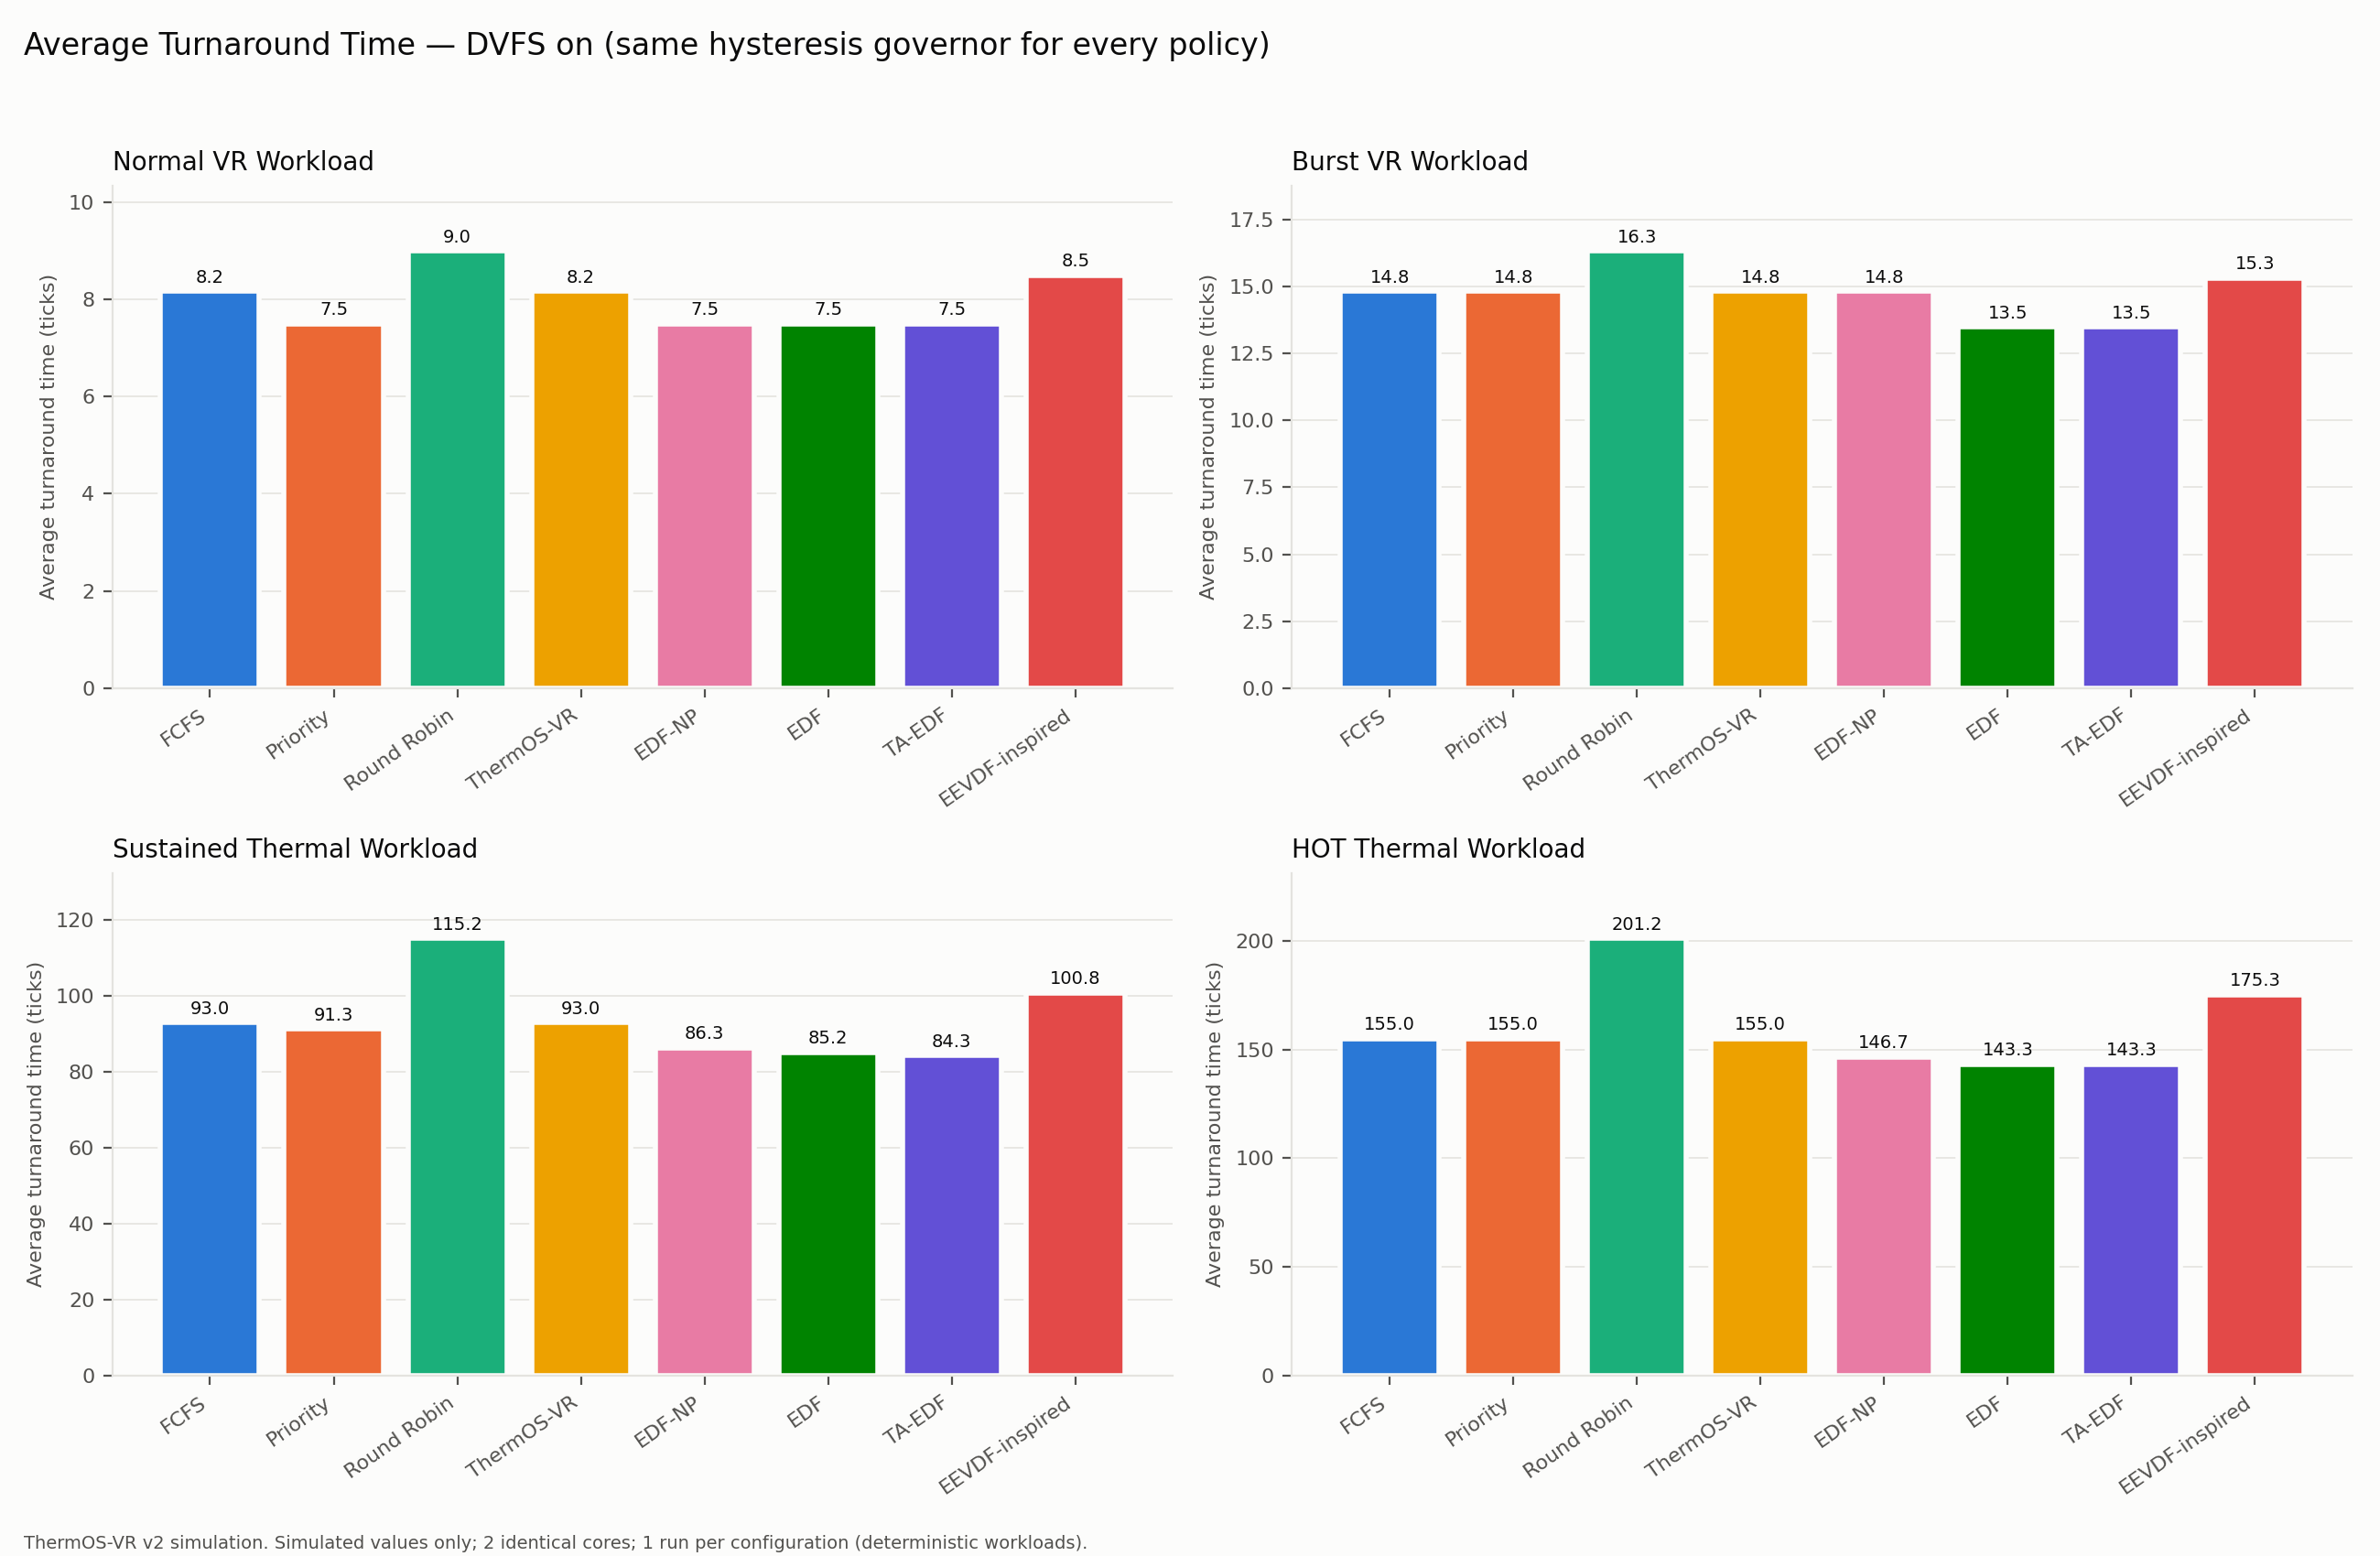 Average Turnaround Time — DVFS on (same hysteresis governor for every policy)
Normal VR Workload
Average turnaround time (ticks)
10
8
6
4
2
0
8.2
7.5
9.0
8.2
7.5
7.5
7.5
8.5
FCFS
Priority
Round Robin
ThermOS-VR
EDF-NP
EDF
TA-EDF
EEVDF-inspired
Burst VR Workload
Average turnaround time (ticks)
17.5
15.0
12.5
10.0
7.5
5.0
2.5
0.0
14.8
14.8
16.3
14.8
14.8
13.5
13.5
15.3
FCFS
Priority
Round Robin
ThermOS-VR
EDF-NP
EDF
TA-EDF
EEVDF-inspired
Sustained Thermal Workload
Average turnaround time (ticks)
120
100
80
60
40
20
0
93.0
91.3
115.2
93.0
86.3
85.2
84.3
100.8
FCFS
Priority
Round Robin
ThermOS-VR
EDF-NP
EDF
TA-EDF
EEVDF-inspired
HOT Thermal Workload
Average turnaround time (ticks)
200
150
100
50
0
155.0
155.0
201.2
155.0
146.7
143.3
143.3
175.3
FCFS
Priority
Round Robin
ThermOS-VR
EDF-NP
EDF
TA-EDF
EEVDF-inspired
ThermOS-VR v2 simulation. Simulated values only; 2 identical cores; 1 run per configuration (deterministic workloads).